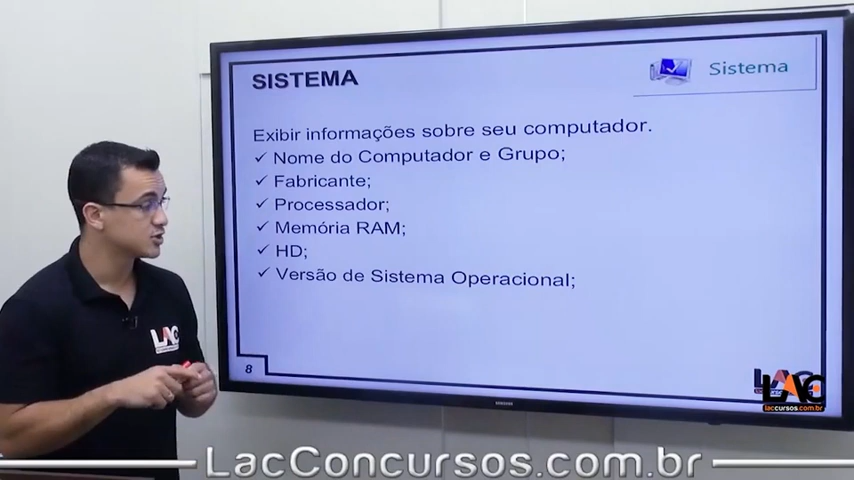 SISTEMA
Sistema
Exibir informações sobre seu computador.
✓ Nome do Computador e Grupo;
✓ Fabricante;
✓ Processador;
✓ Memória RAM;
✓ HD;
✓ Versão de Sistema Operacional;
LAC
8
LAC
laccursos.com.br
SAMSUNG
LacConcursos.com.br